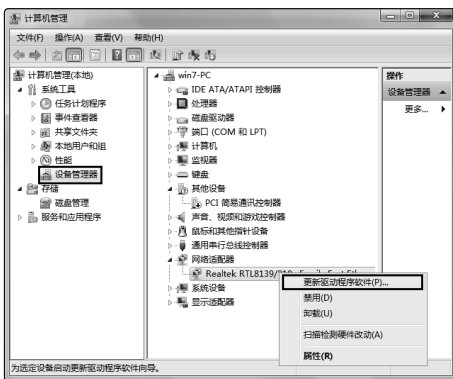 计算机管理
文件(F) 操作(A) 查看(V) 帮助(H)
计算机管理(本地)
系统工具
任务计划程序
事件查看器
共享文件夹
本地用户和组
性能
设备管理器
存储
磁盘管理
服务和应用程序
win7-PC
IDE ATA/ATAPI 控制器
处理器
磁盘驱动器
端口 (COM 和 LPT)
计算机
监视器
键盘
其他设备
PCI 简易通讯控制器
声音、视频和游戏控制器
鼠标和其他指针设备
通用串行总线控制器
网络适配器
Realtek RTL8139/810
系统设备
显示适配器
操作
设备管理器
更多...
更新驱动程序软件(P)...
禁用(D)
卸载(U)
扫描检测硬件改动(A)
属性(R)
为选定设备启动更新驱动程序软件向导。